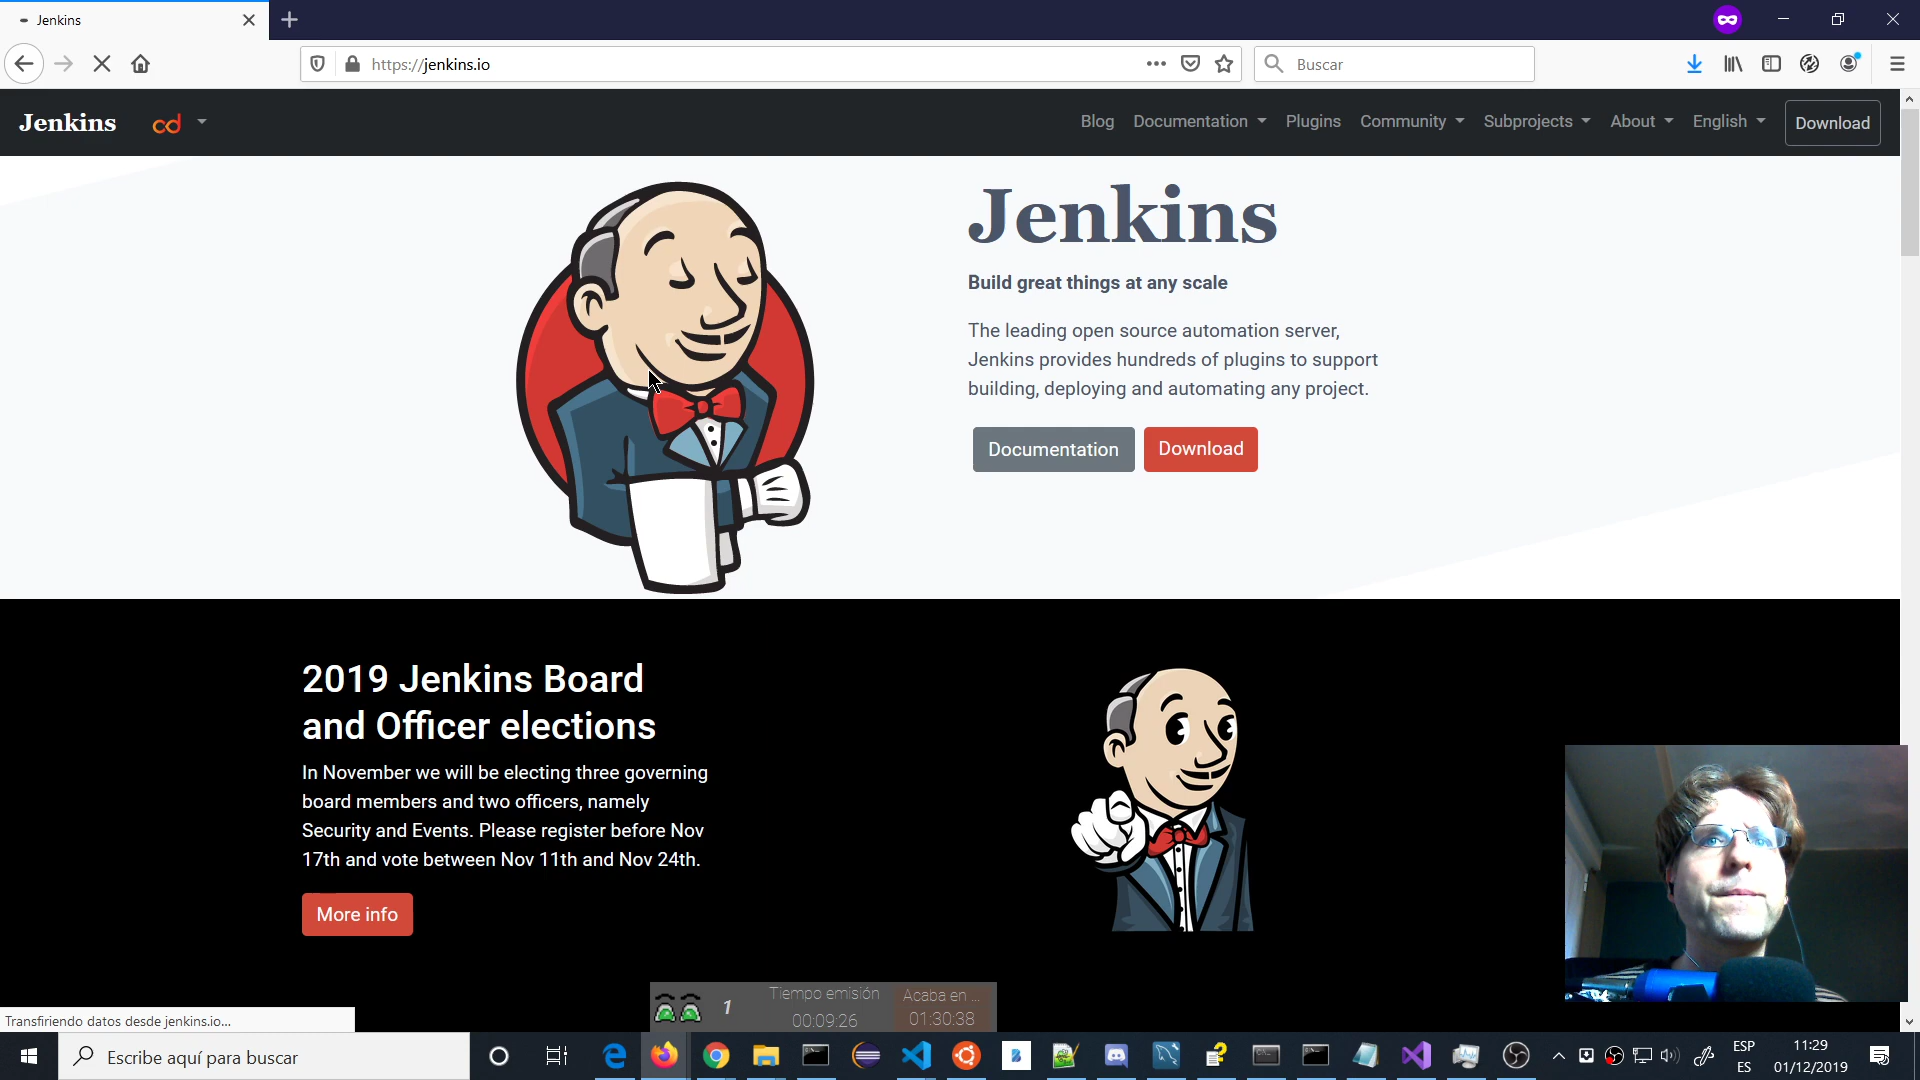 Jenkins
https://jenkins.io
Buscar
Jenkins
Blog Documentation Plugins Community Subprojects About English Download
Jenkins
Build great things at any scale
The leading open source automation server,
Jenkins provides hundreds of plugins to support
building, deploying and automating any project.
Documentation Download
2019 Jenkins Board
and Officer elections
In November we will be electing three governing
board members and two officers, namely
Security and Events. Please register before Nov
17th and vote between Nov 11th and Nov 24th.
More info
1
Tiempo emisión
00:09:26
Acaba en ...
01:30:38
Transfiriendo datos desde jenkins.io...
Escribe aquí para buscar
ESP
ES
11:29
01/12/2019